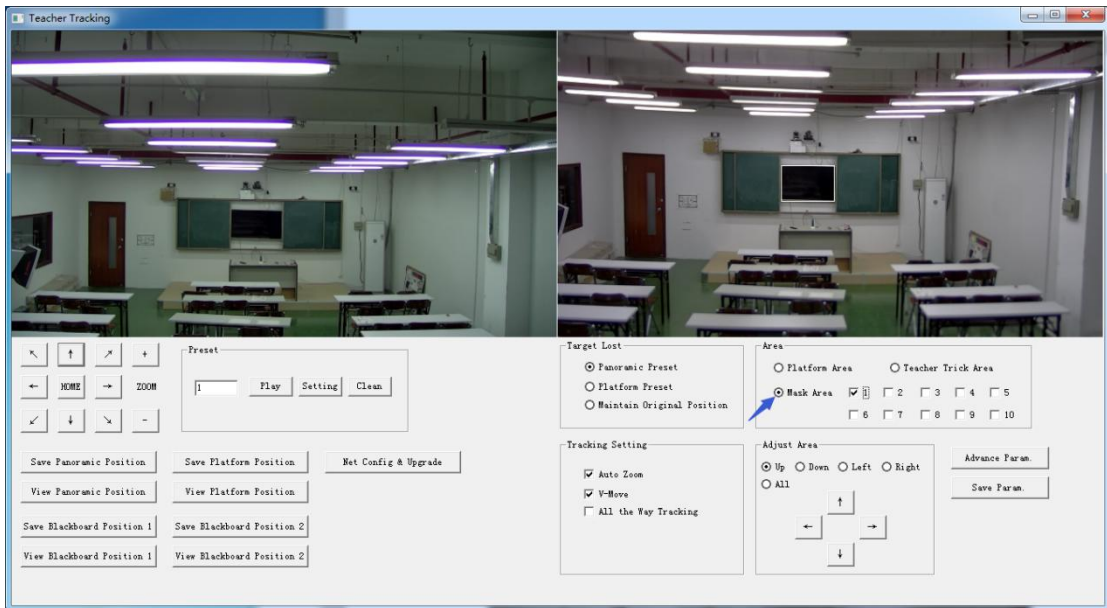 Teacher Tracking
Preset
↖ ↑ ↗ +
1 Play Setting Clean
← HOME → ZOOM
↙ ↓ ↘ -
Save Panoramic Position Save Platform Position Net Config & Upgrade
View Panoramic Position View Platform Position
Save Blackboard Position 1 Save Blackboard Position 2
View Blackboard Position 1 View Blackboard Position 2
Target Lost
Panoramic Preset
Platform Preset
Maintain Original Position
Area
Platform Area Teacher Trick Area
Mask Area 1 2 3 4 5
6 7 8 9 10
Tracking Setting
Auto Zoom
V-Move
All the Way Tracking
Adjust Area
Up Down Left Right
All
↑
← →
↓
Advance Param.
Save Param.